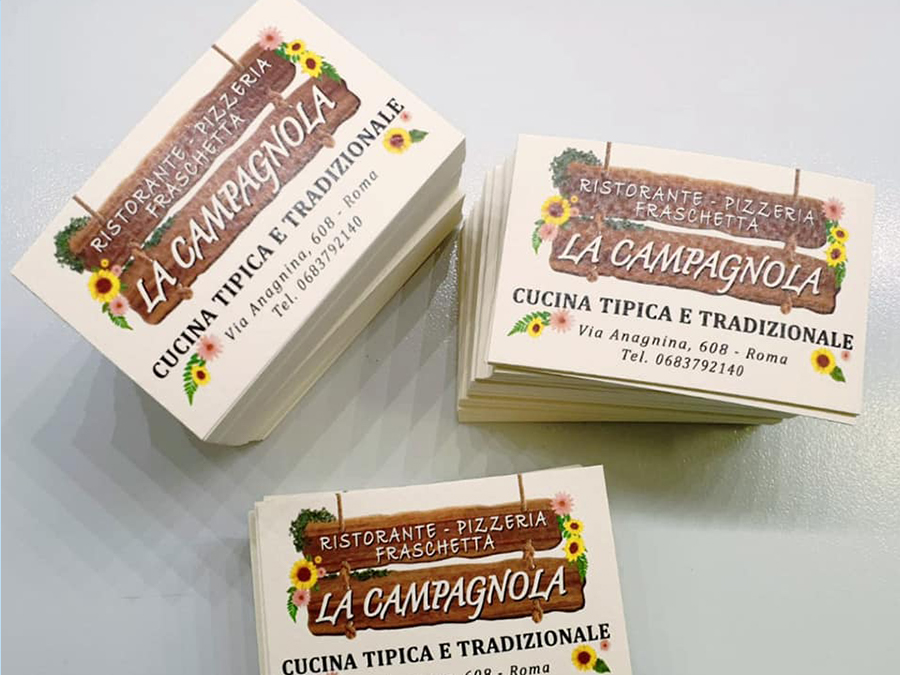 RISTORANTE - PIZZERIA
FRASCHETTA
LA CAMPAGNOLA
CUCINA TIPICA E TRADIZIONALE
Via Anagnina, 608 - Roma
Tel. 0683792140
RISTORANTE - PIZZERIA
FRASCHETTA
LA CAMPAGNOLA
CUCINA TIPICA E TRADIZIONALE
Via Anagnina, 608 - Roma
Tel. 0683792140
RISTORANTE - PIZZERIA
FRASCHETTA
LA CAMPAGNOLA
CUCINA TIPICA E TRADIZIONALE
608 - Roma